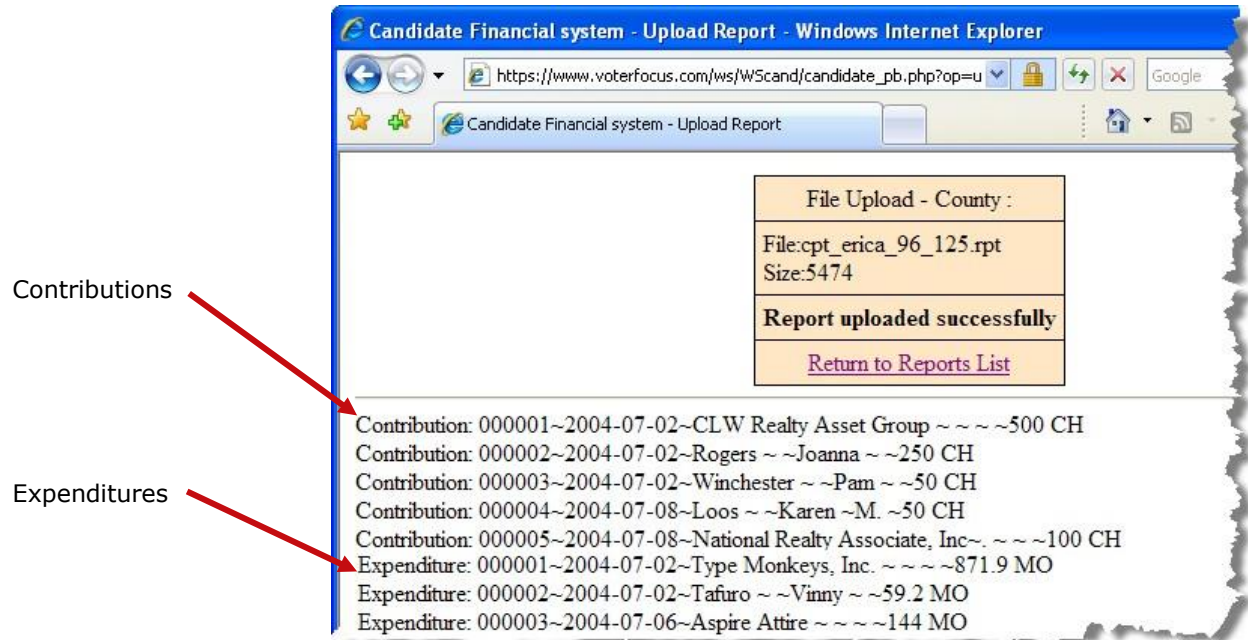 Candidate Financial system - Upload Report - Windows Internet Explorer
https://www.voterfocus.com/ws/WScand/candidate_pb.php?op=u
Google
Candidate Financial system - Upload Report
File Upload - County :
File:cpt_erica_96_125.rpt
Size:5474
Report uploaded successfully
Return to Reports List
Contributions
Contribution: 000001~2004-07-02~CLW Realty Asset Group ~ ~ ~ ~500 CH
Contribution: 000002~2004-07-02~Rogers ~ ~Joanna ~ ~250 CH
Contribution: 000003~2004-07-02~Winchester ~ ~Pam ~ ~50 CH
Contribution: 000004~2004-07-08~Loos ~ ~Karen ~M. ~50 CH
Contribution: 000005~2004-07-08~National Realty Associate, Inc~. ~ ~ ~100 CH
Expenditures
Expenditure: 000001~2004-07-02~Type Monkeys, Inc. ~ ~ ~ ~871.9 MO
Expenditure: 000002~2004-07-02~Tafuro ~ ~Vinny ~ ~59.2 MO
Expenditure: 000003~2004-07-06~Aspire Attire ~ ~ ~ ~144 MO